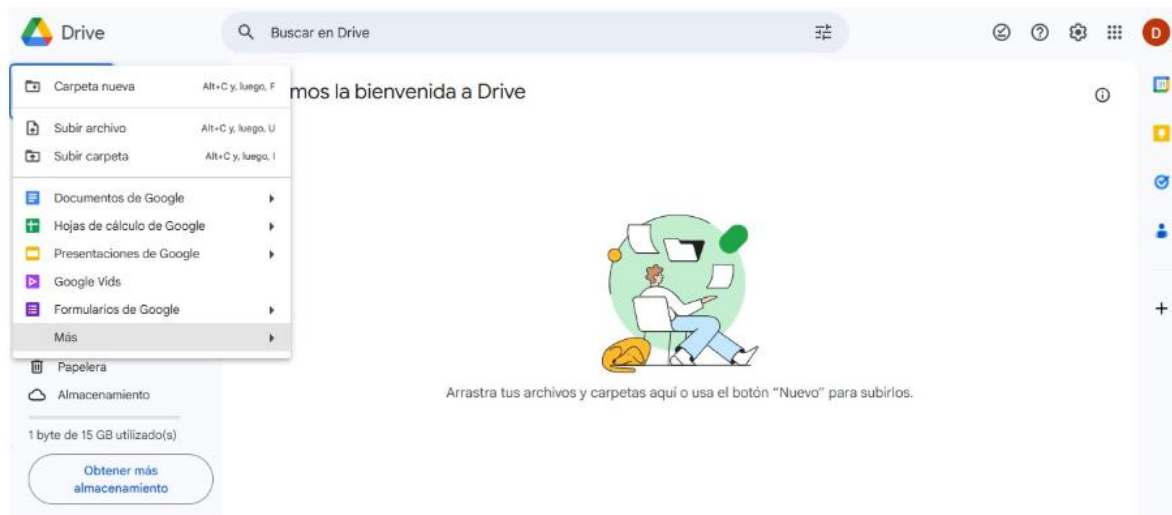 Drive
Buscar en Drive
D
Carpeta nueva Alt+C y, luego, F
mos la bienvenida a Drive
Subir archivo Alt+C y, luego, U
Subir carpeta Alt+C y, luego, I
Documentos de Google
Hojas de cálculo de Google
Presentaciones de Google
Google Vids
Formularios de Google
Más
Papelera
Almacenamiento
Arrastra tus archivos y carpetas aquí o usa el botón “Nuevo” para subirlos.
1 byte de 15 GB utilizado(s)
Obtener más
almacenamiento